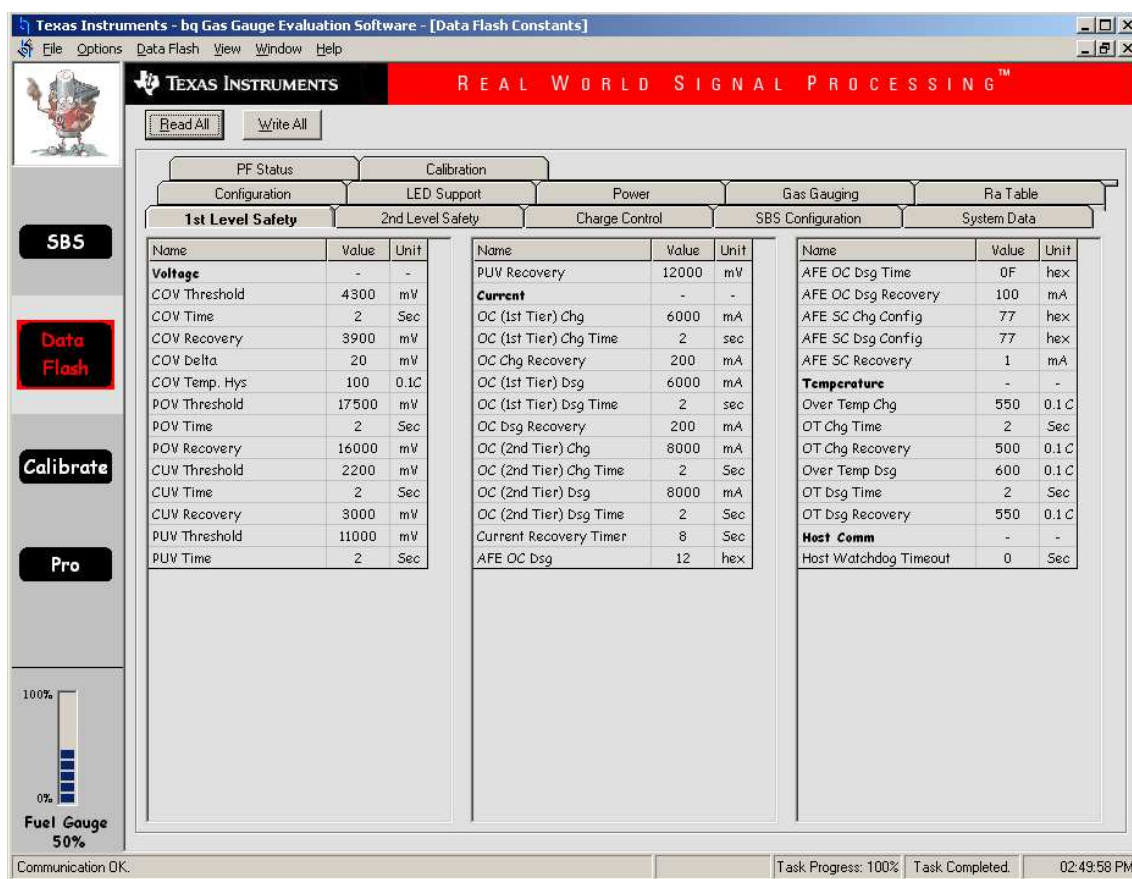 Texas Instruments - bq Gas Gauge Evaluation Software - [Data Flash Constants]
File Options Data Flash View Window Help
TEXAS INSTRUMENTS REAL WORLD SIGNAL PROCESSING™
Read All Write All
PF Status Calibration
Configuration LED Support Power Gas Gauging Ra Table
1st Level Safety 2nd Level Safety Charge Control SBS Configuration System Data
SBS
Data
Flash
Calibrate
Pro
100%
0%
Fuel Gauge
50%
Name Value Unit
Voltage - -
COV Threshold 4300 mV
COV Time 2 Sec
COV Recovery 3900 mV
COV Delta 20 mV
COV Temp. Hys 100 0.1C
POV Threshold 17500 mV
POV Time 2 Sec
POV Recovery 16000 mV
CUV Threshold 2200 mV
CUV Time 2 Sec
CUV Recovery 3000 mV
PUV Threshold 11000 mV
PUV Time 2 Sec
Name Value Unit
PUV Recovery 12000 mV
Current - -
OC (1st Tier) Chg 6000 mA
OC (1st Tier) Chg Time 2 sec
OC Chg Recovery 200 mA
OC (1st Tier) Dsg 6000 mA
OC (1st Tier) Dsg Time 2 sec
OC Dsg Recovery 200 mA
OC (2nd Tier) Chg 8000 mA
OC (2nd Tier) Chg Time 2 Sec
OC (2nd Tier) Dsg 8000 mA
OC (2nd Tier) Dsg Time 2 Sec
Current Recovery Timer 8 Sec
AFE OC Dsg 12 hex
Name Value Unit
AFE OC Dsg Time 0F hex
AFE OC Dsg Recovery 100 mA
AFE SC Chg Config 77 hex
AFE SC Dsg Config 77 hex
AFE SC Recovery 1 mA
Temperature - -
Over Temp Chg 550 0.1 C
OT Chg Time 2 Sec
OT Chg Recovery 500 0.1 C
Over Temp Dsg 600 0.1 C
OT Dsg Time 2 Sec
OT Dsg Recovery 550 0.1 C
Host Comm - -
Host Watchdog Timeout 0 Sec
Communication OK. Task Progress: 100% Task Completed. 02:49:58 PM